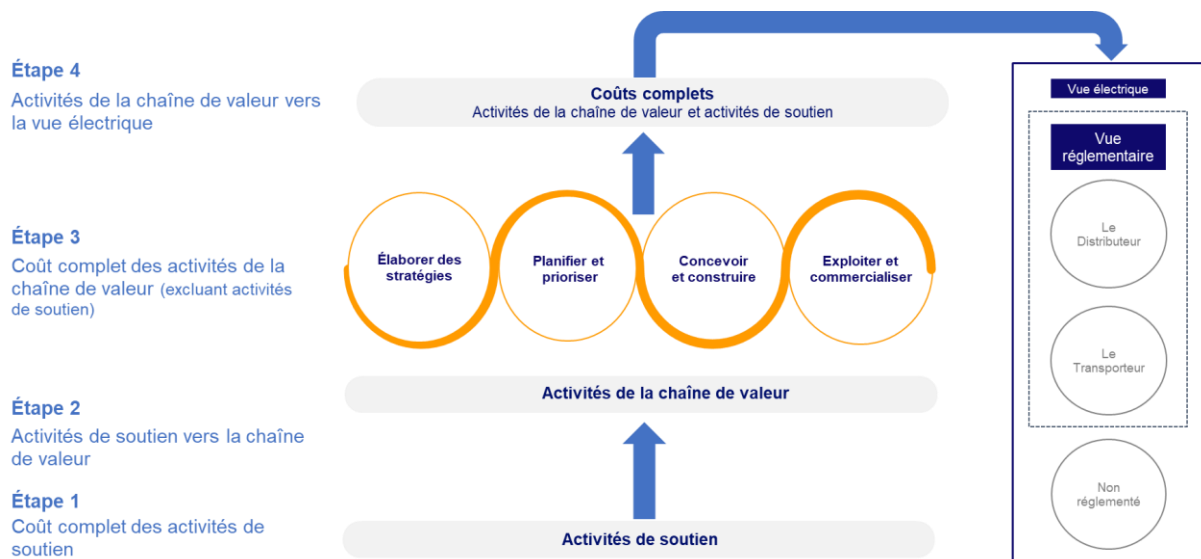 Étape 4
Activités de la chaîne de valeur vers
la vue électrique
Coûts complets
Activités de la chaîne de valeur et activités de soutien
Étape 3
Coût complet des activités de la
chaîne de valeur (excluant activités
de soutien)
Élaborer des
stratégies
Planifier et
prioriser
Concevoir
et construire
Exploiter et
commercialiser
Activités de la chaîne de valeur
Étape 2
Activités de soutien vers la chaîne
de valeur
Étape 1
Coût complet des activités de
soutien
Activités de soutien
Vue électrique
Vue
réglementaire
Le
Distributeur
Le
Transporteur
Non
réglementé